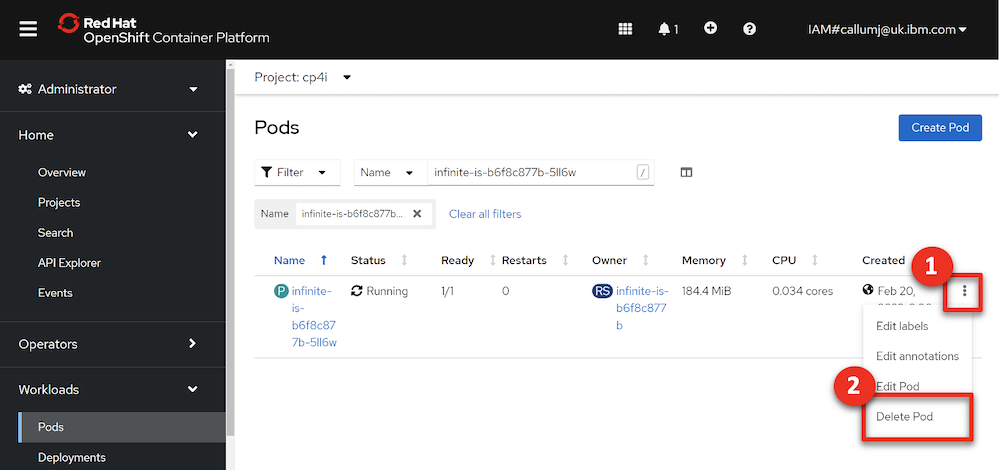 Red Hat
OpenShift Container Platform
1
IAM#callumj@uk.ibm.com
Administrator
Home
Overview
Projects
Search
API Explorer
Events
Operators
Workloads
Pods
Deployments
Project: cp4i
Pods
Create Pod
Filter
Name
infinite-is-b6f8c877b-5ll6w
/
Name
infinite-is-b6f8c877b...
Clear all filters
Name Status Ready Restarts Owner Memory CPU Created
P infinite-
is-
b6f8c87
7b-5ll6w
Running
1/1
0
RS infinite-is-
b6f8c877
b
184.4 MiB
0.034 cores
Feb 20,
1
Edit labels
Edit annotations
Edit Pod
2
Delete Pod